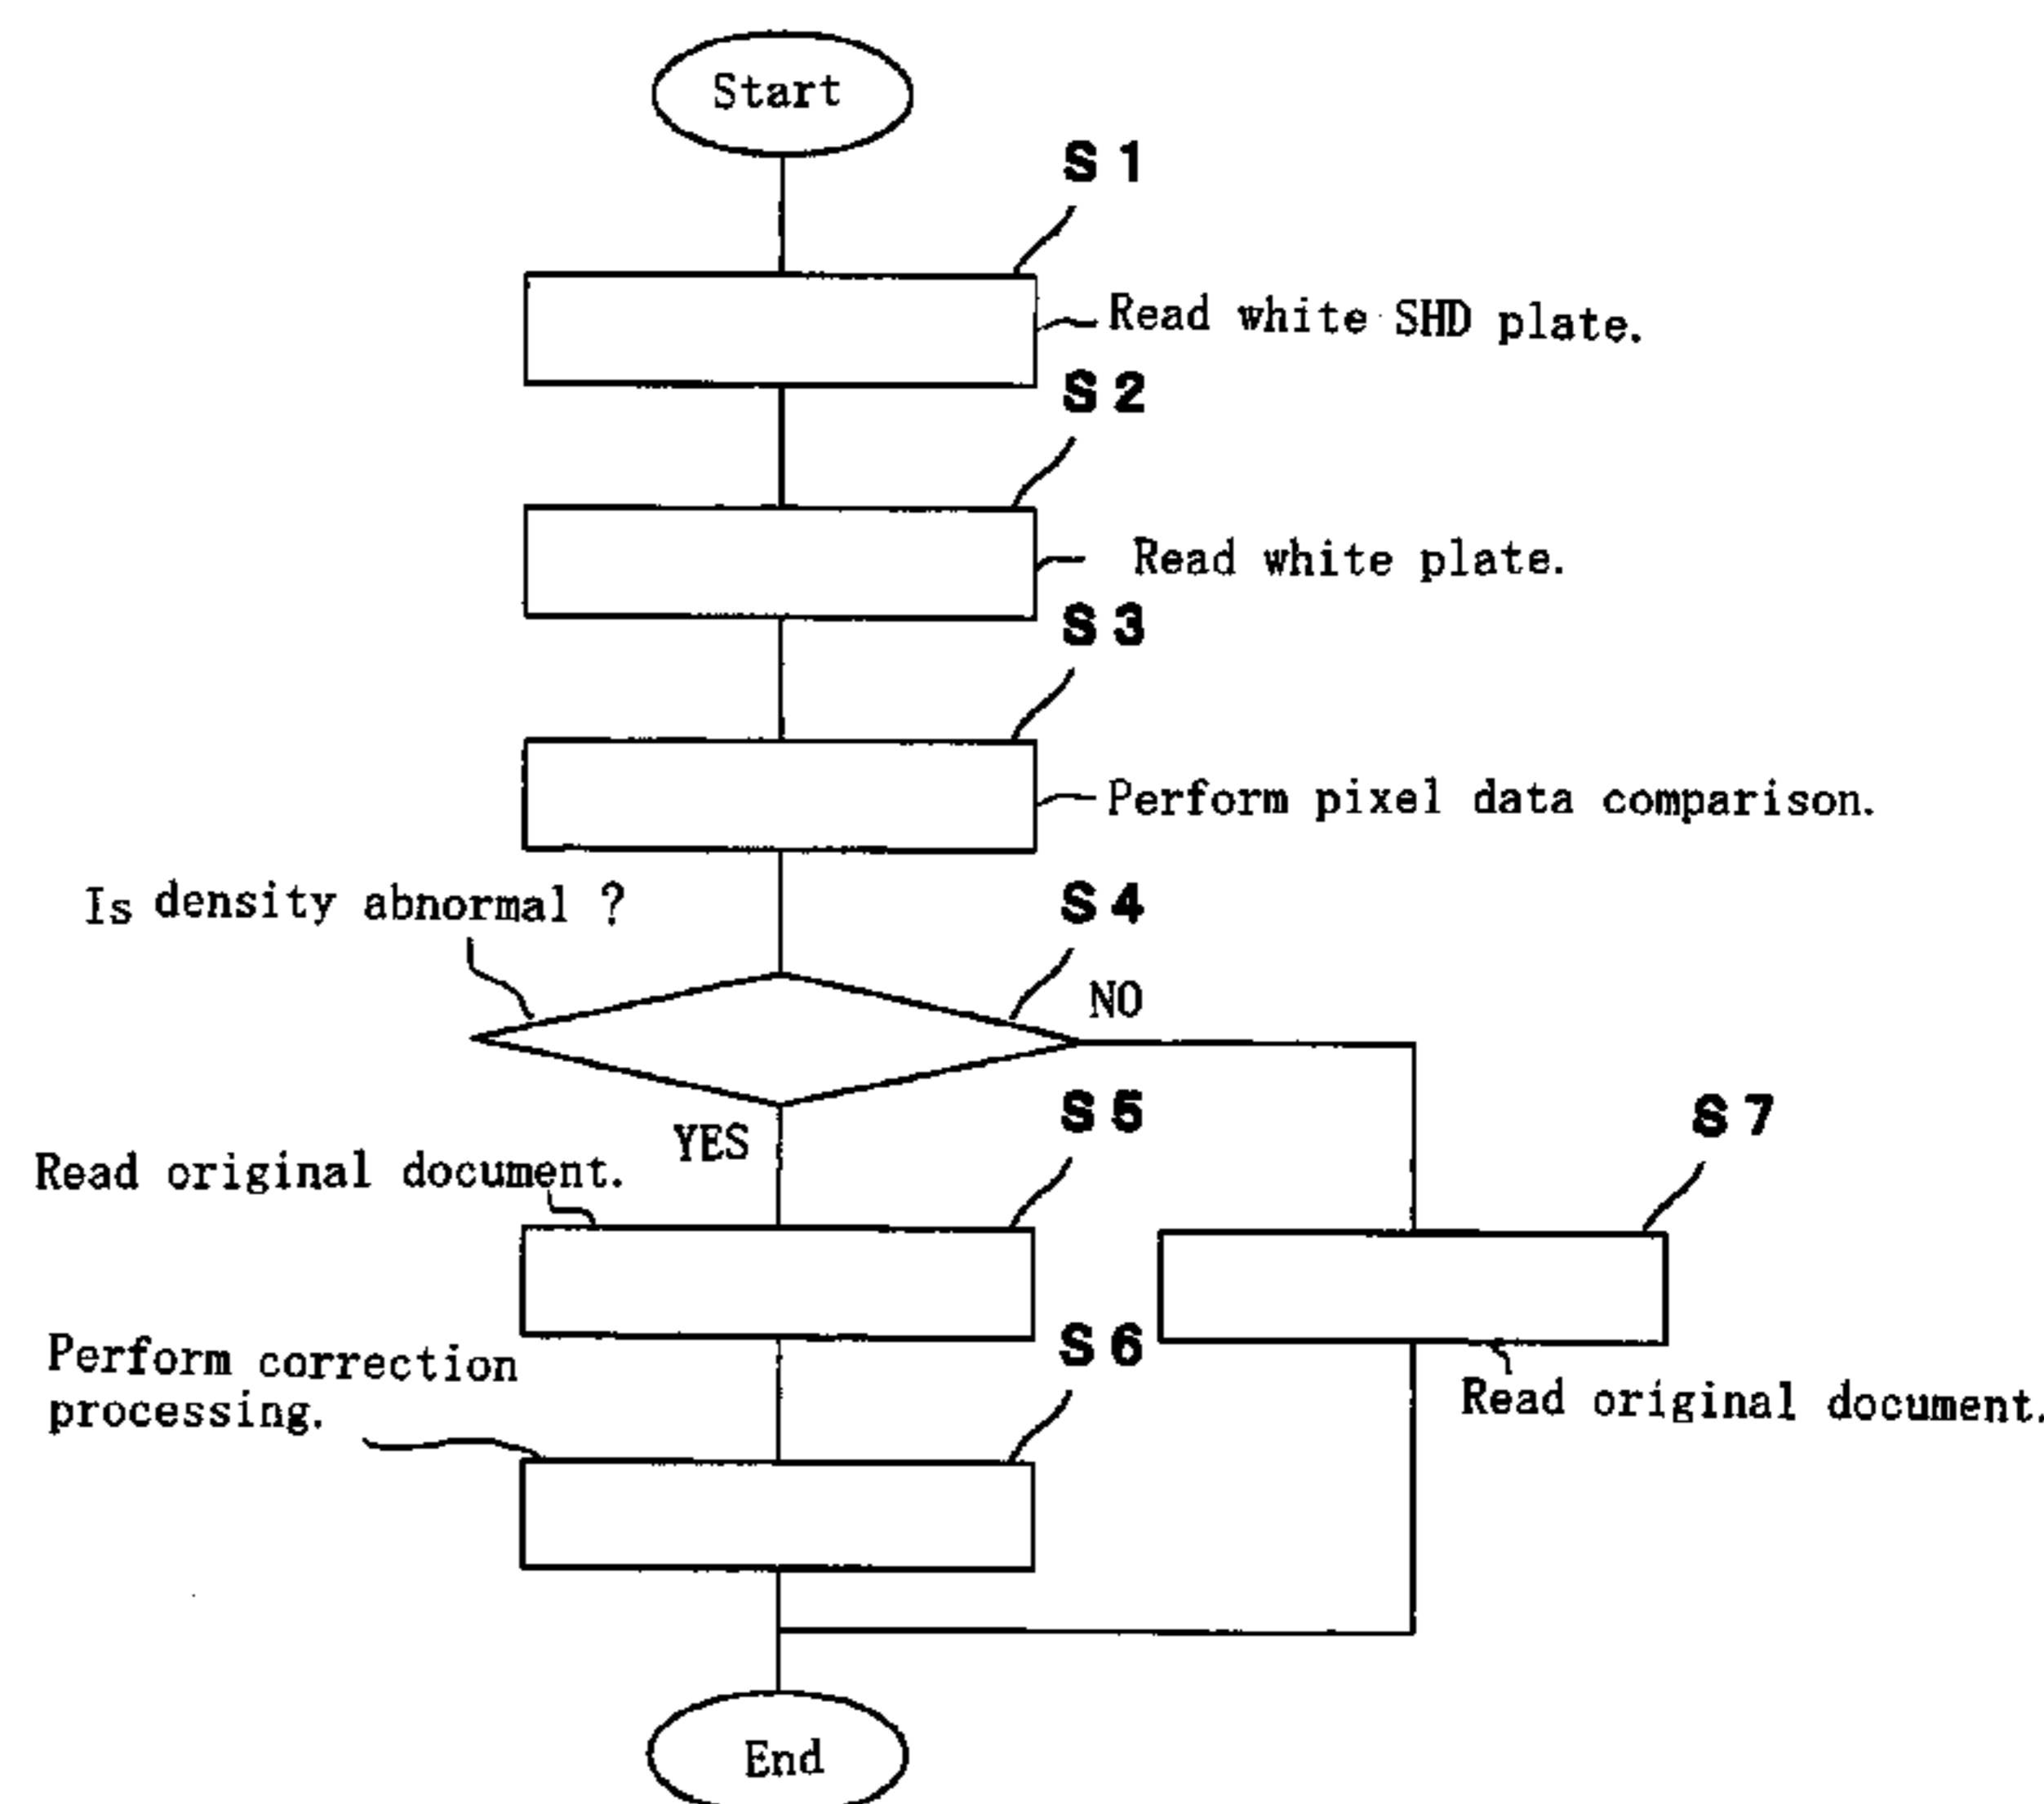 Start
S1
Read white SHD plate.
S2
Read white plate.
S3
Perform pixel data comparison.
Is density abnormal ?
S4
NO
YES
S5
S7
Read original document.
Perform correction
processing.
S6
Read original document.
End